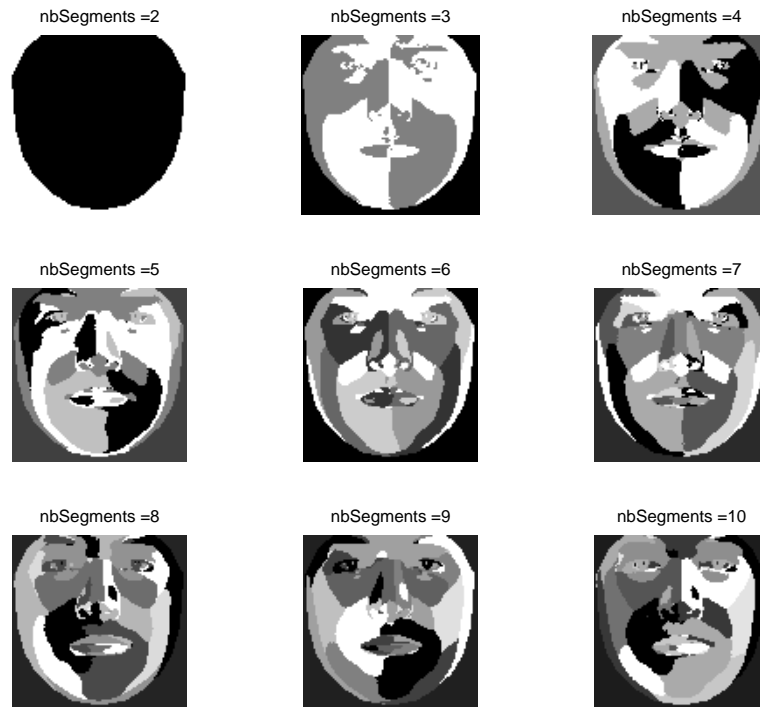 nbSegments =2
nbSegments =3
nbSegments =4
nbSegments =5
nbSegments =6
nbSegments =7
nbSegments =8
nbSegments =9
nbSegments =10